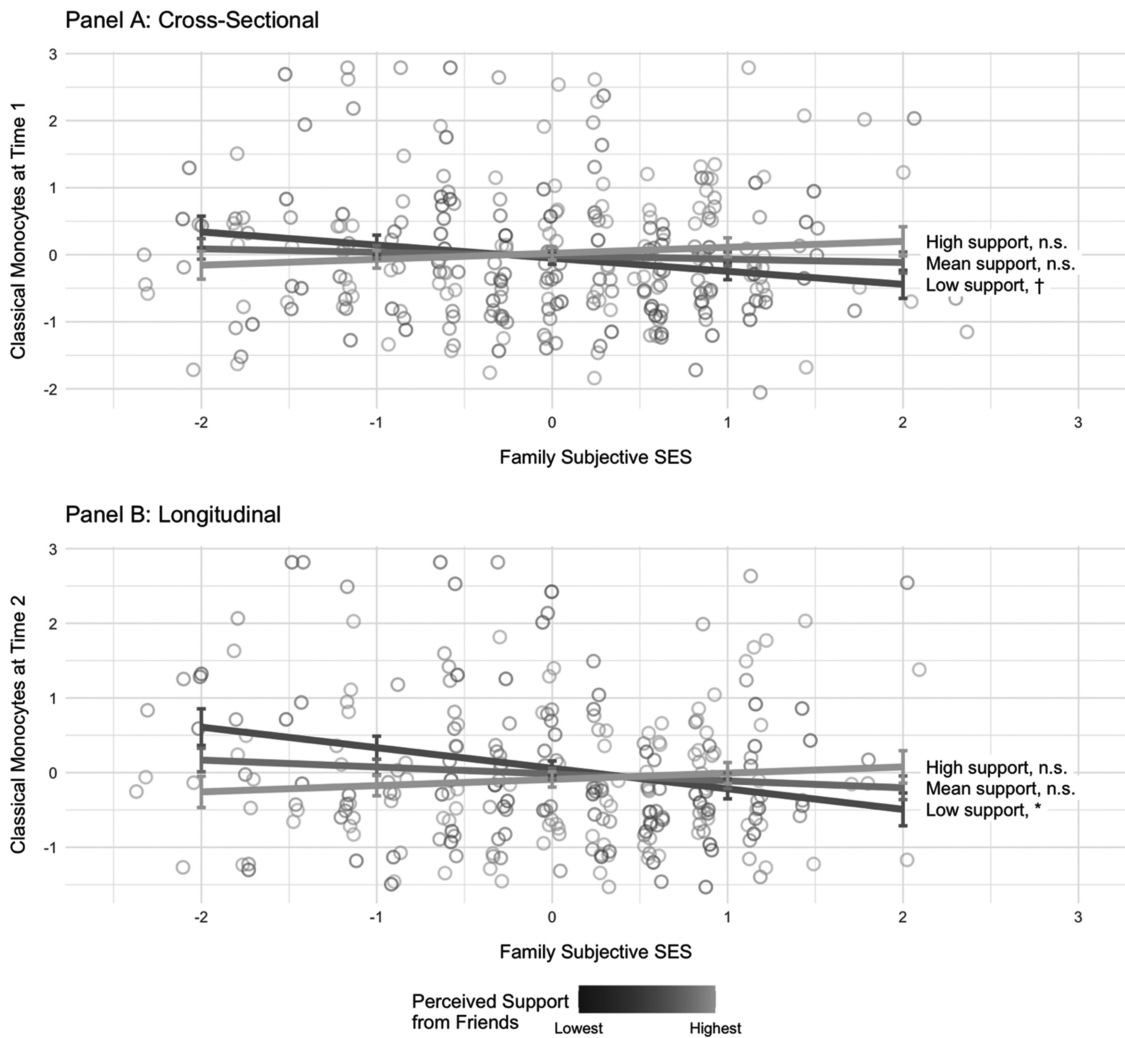 Panel A: Cross-Sectional
3
2
1
0
-1
-2
Classical Monocytes at Time 1
High support, n.s.
Mean support, n.s.
Low support, †
-2 -1 0 1 2 3
Family Subjective SES
Panel B: Longitudinal
3
2
1
0
-1
Classical Monocytes at Time 2
High support, n.s.
Mean support, n.s.
Low support, *
-2 -1 0 1 2 3
Family Subjective SES
Perceived Support
from Friends
Lowest Highest